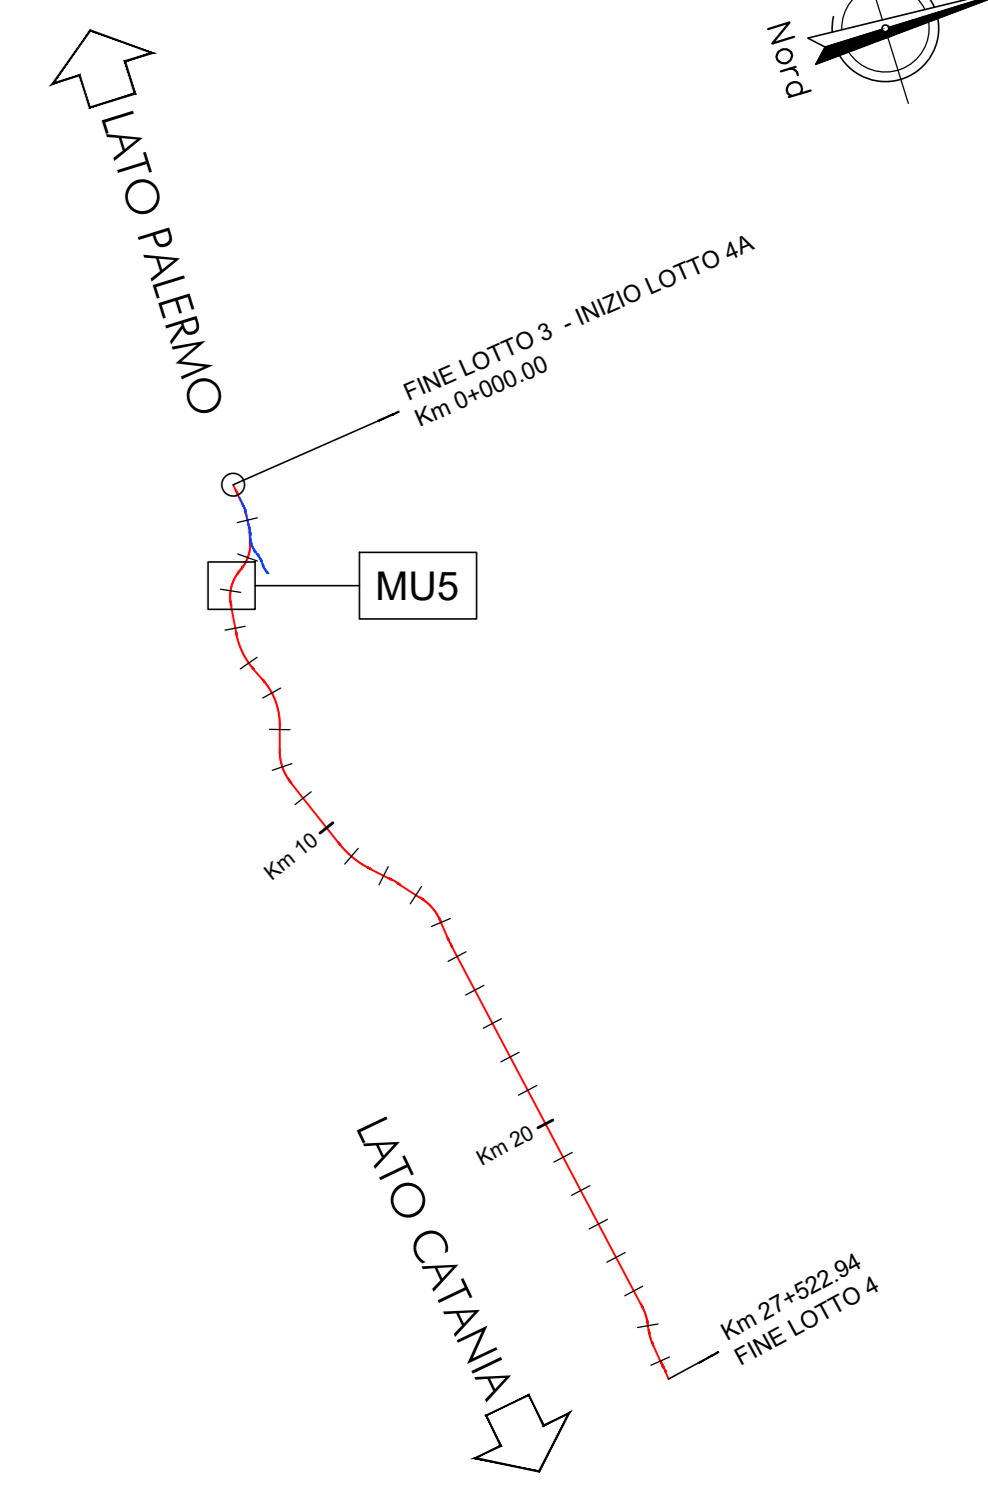 Nord
LATO PALERMO
FINE LOTTO 3 - INIZIO LOTTO 4A
Km 0+000.00
MU5
Km 10
Km 20
LATO CATANIA
Km 27+522.94
FINE LOTTO 4